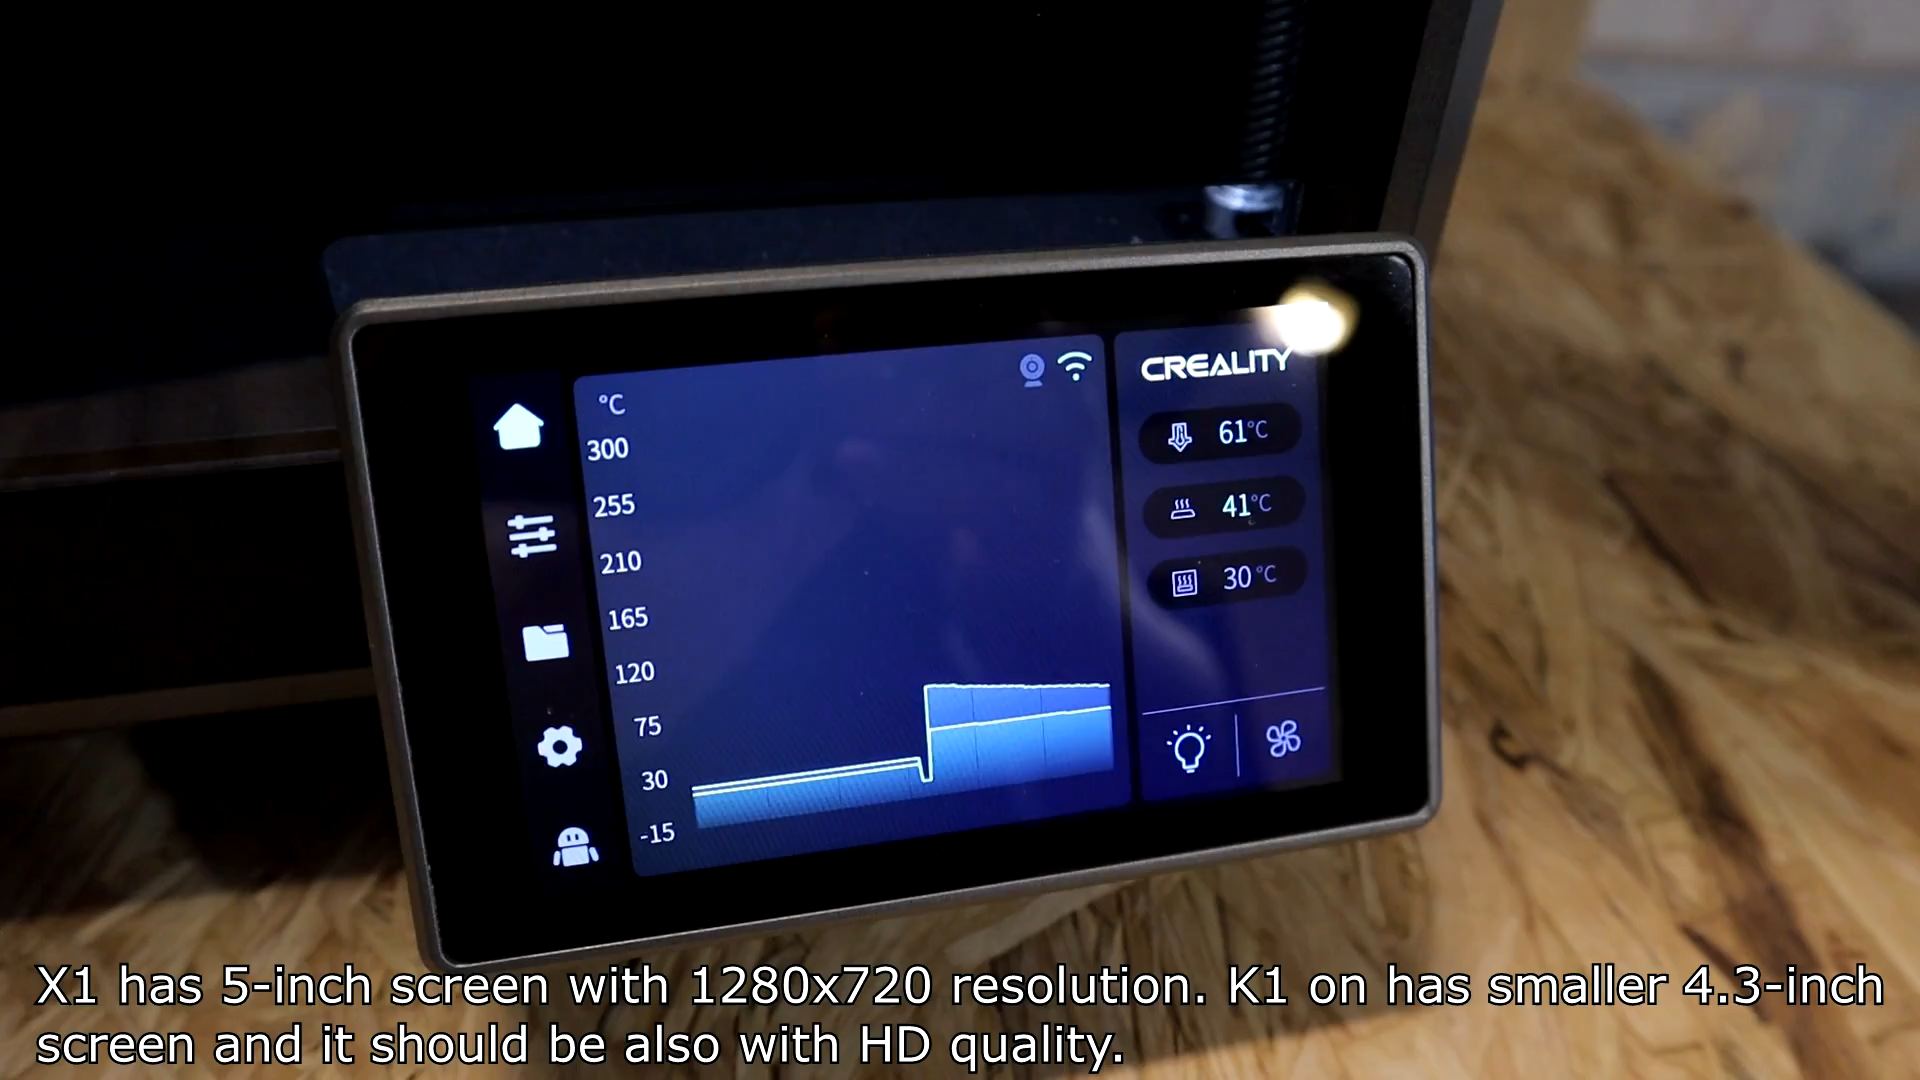 °C
300
255
210
165
120
75
30
-15
CREALITY
61°C
41°C
30°C
X1 has 5-inch screen with 1280x720 resolution. K1 on has smaller 4.3-inch
screen and it should be also with HD quality.